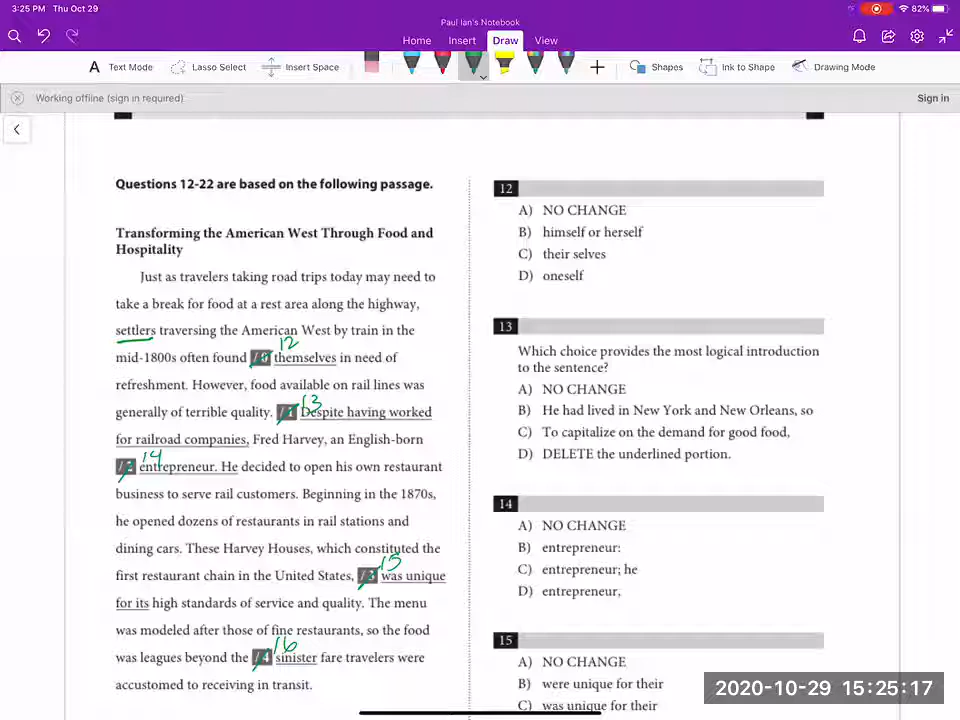 3:25 PM Thu Oct 29
82%
Paul Ian's Notebook
Home Insert Draw View
Text Mode Lasso Select Insert Space Shapes Ink to Shape Drawing Mode
Working offline (sign in required) Sign in
Questions 12-22 are based on the following passage.
Transforming the American West Through Food and
Hospitality
Just as travelers taking road trips today may need to
take a break for food at a rest area along the highway,
settlers traversing the American West by train in the
12
mid-1800s often found themselves in need of
refreshment. However, food available on rail lines was
13
generally of terrible quality. Despite having worked
for railroad companies, Fred Harvey, an English-born
14
entrepreneur. He decided to open his own restaurant
business to serve rail customers. Beginning in the 1870s,
he opened dozens of restaurants in rail stations and
dining cars. These Harvey Houses, which constituted the
15
first restaurant chain in the United States, was unique
for its high standards of service and quality. The menu
was modeled after those of fine restaurants, so the food
16
was leagues beyond the sinister fare travelers were
accustomed to receiving in transit.
12
A) NO CHANGE
B) himself or herself
C) their selves
D) oneself
13
Which choice provides the most logical introduction
to the sentence?
A) NO CHANGE
B) He had lived in New York and New Orleans, so
C) To capitalize on the demand for good food,
D) DELETE the underlined portion.
14
A) NO CHANGE
B) entrepreneur:
C) entrepreneur; he
D) entrepreneur,
15
A) NO CHANGE
B) were unique for their
C) was unique for their
2020-10-29 15:25:17